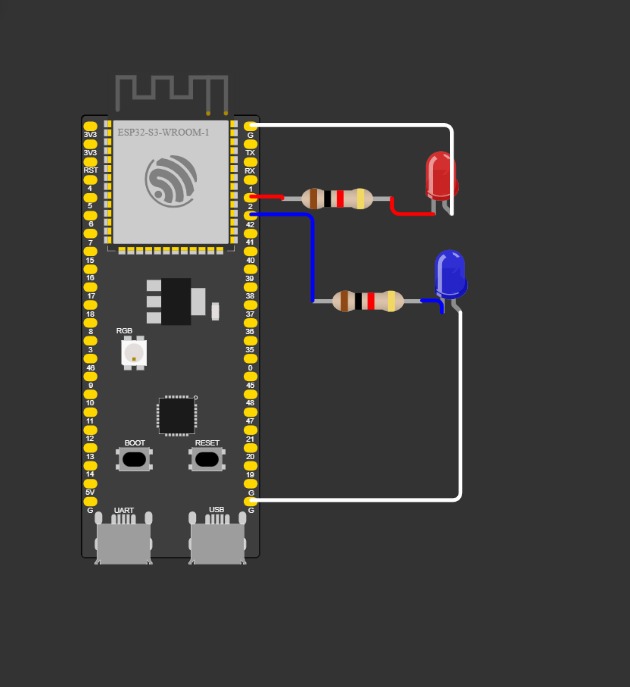 ESP32-S3-WROOM-1
3V3
3V3
RST
4
5
6
7
15
16
17
18
8
3
46
9
10
11
12
13
14
5V
G
G
TX
RX
1
2
42
41
40
39
38
37
36
35
0
45
48
47
21
20
19
G
G
RGB
BOOT
RESET
UART
USB